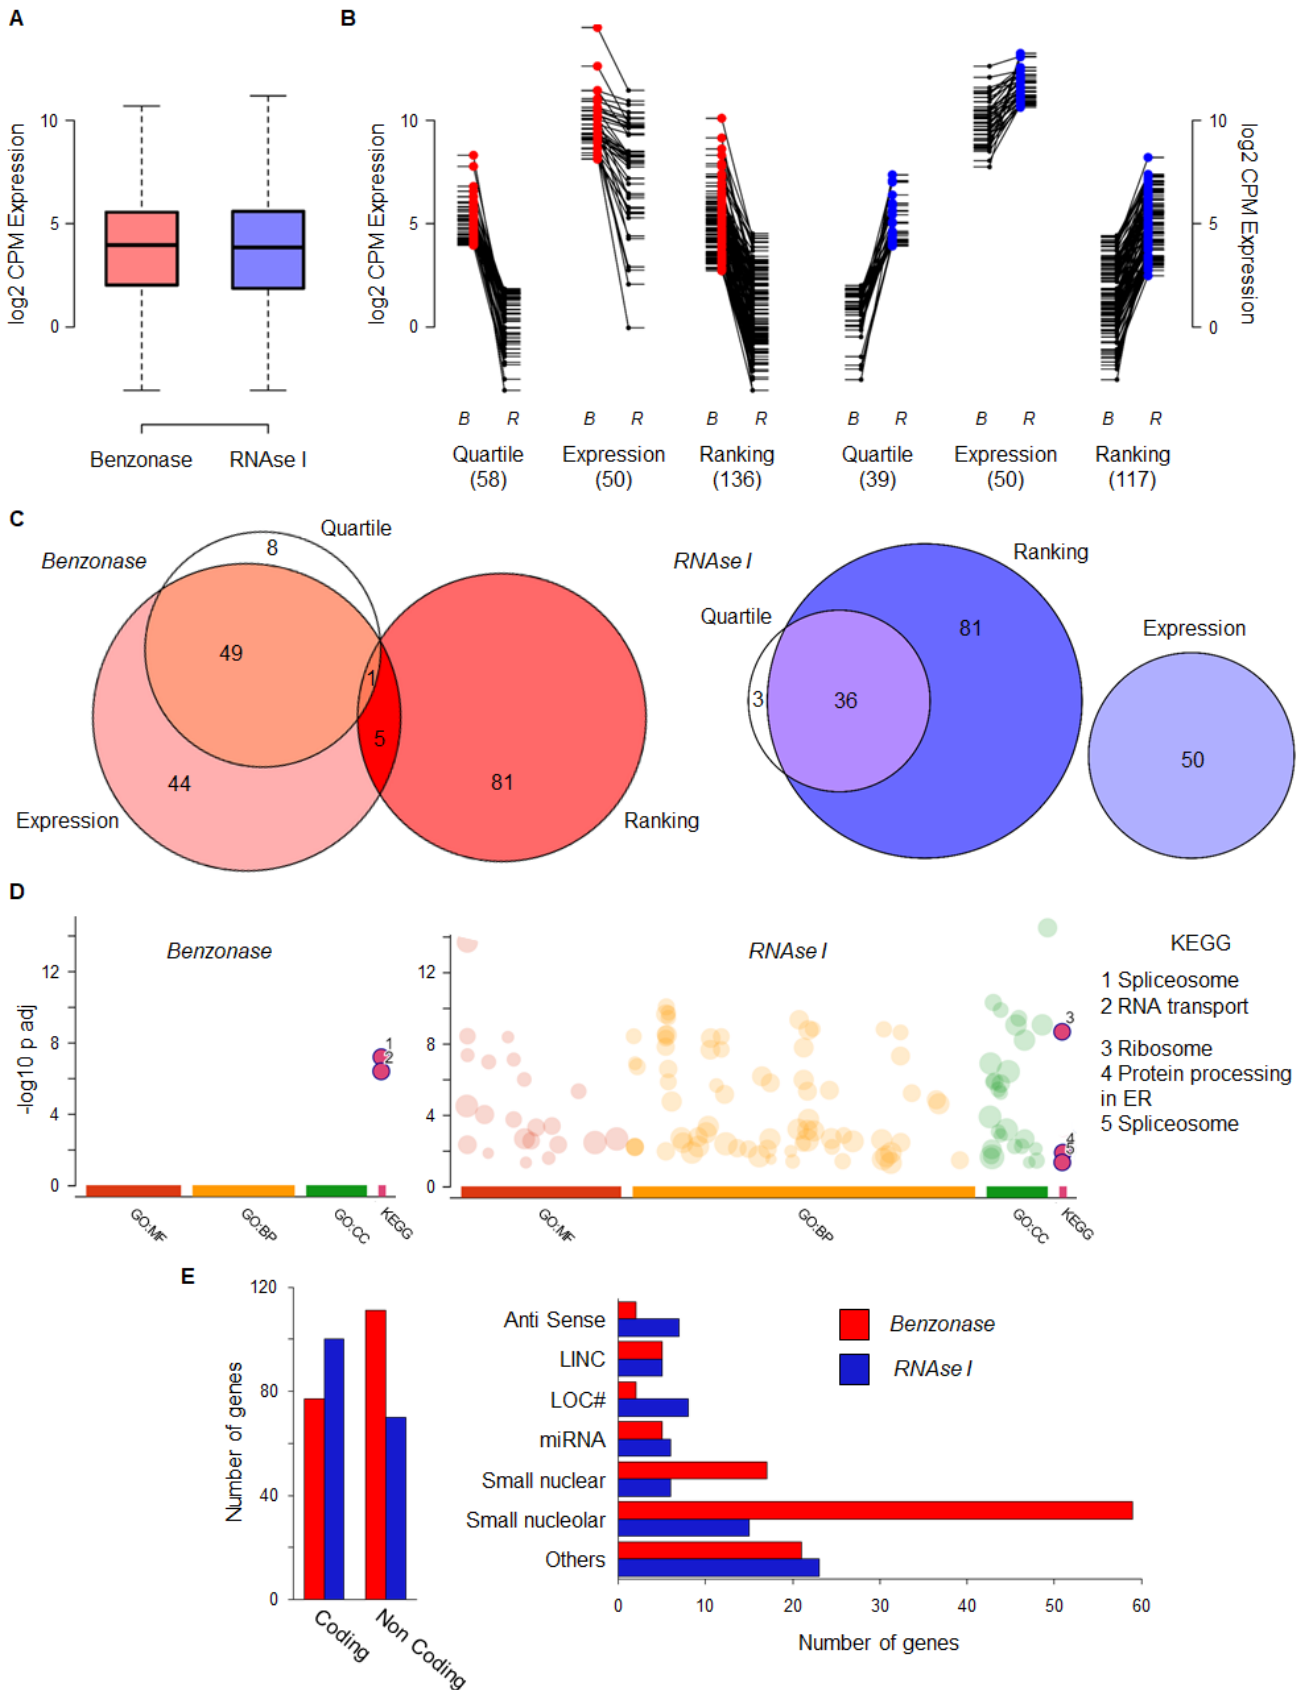 A
B
log2 CPM Expression
10
5
0
Benzonase
RNAse I
log2 CPM Expression
10
5
0
10
5
0
log2 CPM Expression
B R B R B R B R B R B R
Quartile Expression Ranking Quartile Expression Ranking
(58) (50) (136) (39) (50) (117)
C
Benzonase
Quartile
8
49
1
5
44
81
Expression
Ranking
RNAse I
Ranking
Quartile
81
3
36
Expression
50
D
-log10 p adj
12
8
4
0
Benzonase
1
2
GO:MF
GO:BP
GO:CC
KEGG
12
8
4
0
RNAse I
3
4
5
GO:MF
GO:BP
GO:CC
KEGG
KEGG
1 Spliceosome
2 RNA transport
3 Ribosome
4 Protein processing
in ER
5 Spliceosome
E
Number of genes
120
80
40
0
Coding
Non Coding
Anti Sense
LINC
LOC#
miRNA
Small nuclear
Small nucleolar
Others
0 10 20 30 40 50 60
Number of genes
Benzonase
RNAse I